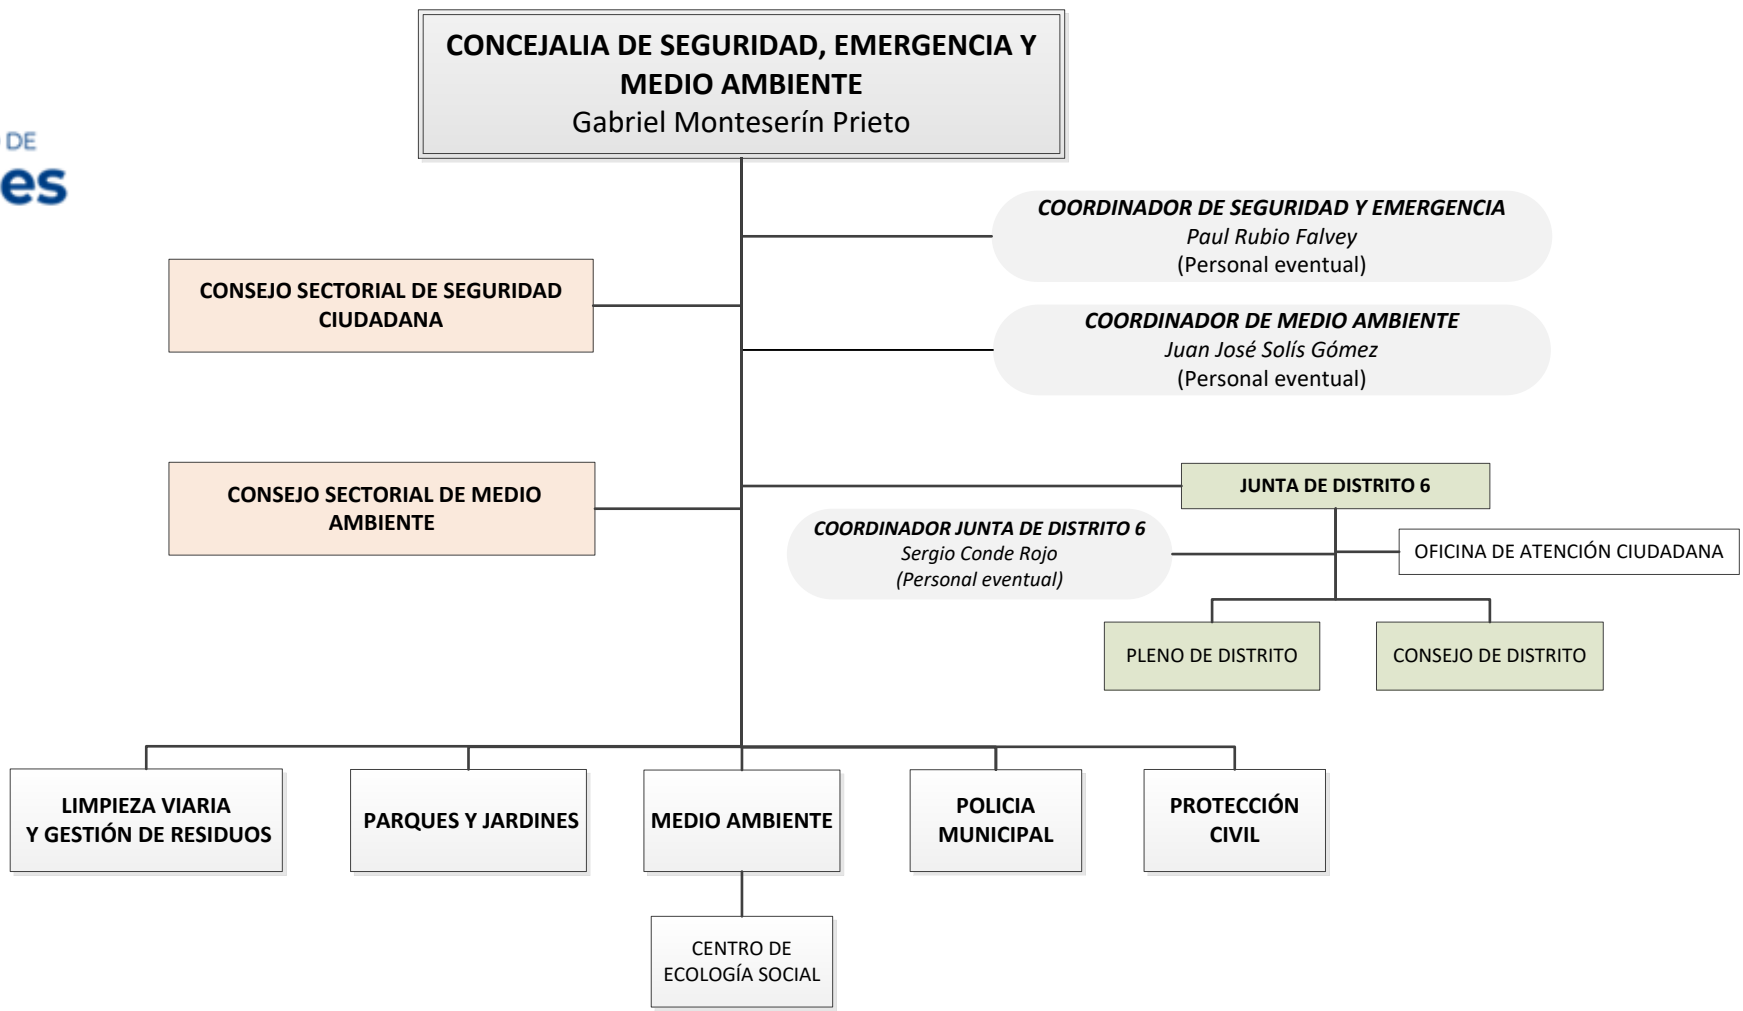 CONCEJALIA DE SEGURIDAD, EMERGENCIA Y
MEDIO AMBIENTE
Gabriel Monteserín Prieto
DE
es
COORDINADOR DE SEGURIDAD Y EMERGENCIA
Paul Rubio Falvey
(Personal eventual)
CONSEJO SECTORIAL DE SEGURIDAD
CIUDADANA
COORDINADOR DE MEDIO AMBIENTE
Juan José Solís Gómez
(Personal eventual)
CONSEJO SECTORIAL DE MEDIO
AMBIENTE
JUNTA DE DISTRITO 6
COORDINADOR JUNTA DE DISTRITO 6
Sergio Conde Rojo
(Personal eventual)
OFICINA DE ATENCIÓN CIUDADANA
PLENO DE DISTRITO
CONSEJO DE DISTRITO
LIMPIEZA VIARIA
Y GESTIÓN DE RESIDUOS
PARQUES Y JARDINES
MEDIO AMBIENTE
POLICIA
MUNICIPAL
PROTECCIÓN
CIVIL
CENTRO DE
ECOLOGÍA SOCIAL